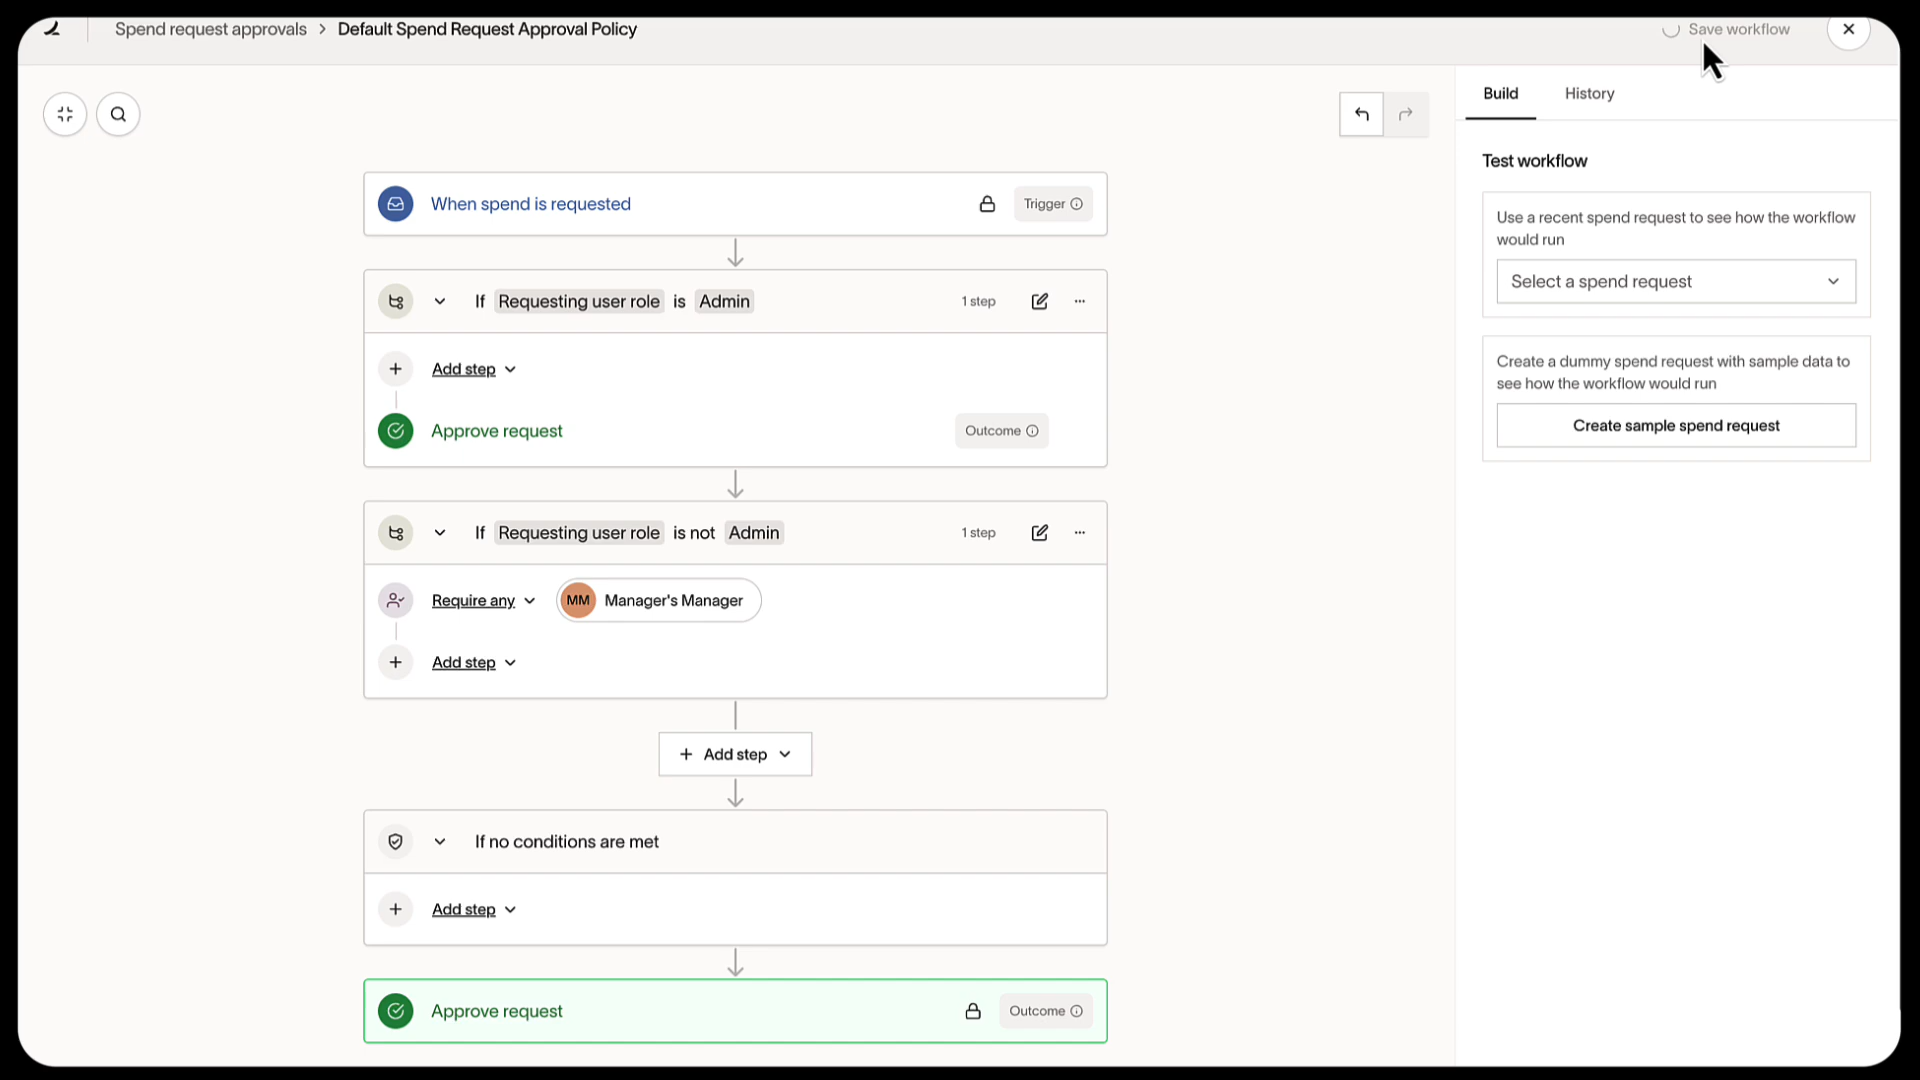 Spend request approvals > Default Spend Request Approval Policy
Save workflow
Build
History
Test workflow
Use a recent spend request to see how the workflow
would run
Select a spend request
Create a dummy spend request with sample data to
see how the workflow would run
Create sample spend request
When spend is requested
Trigger
If Requesting user role is Admin
1 step
Add step
Approve request
Outcome
If Requesting user role is not Admin
1 step
Require any
MM Manager's Manager
Add step
Add step
If no conditions are met
Add step
Approve request
Outcome